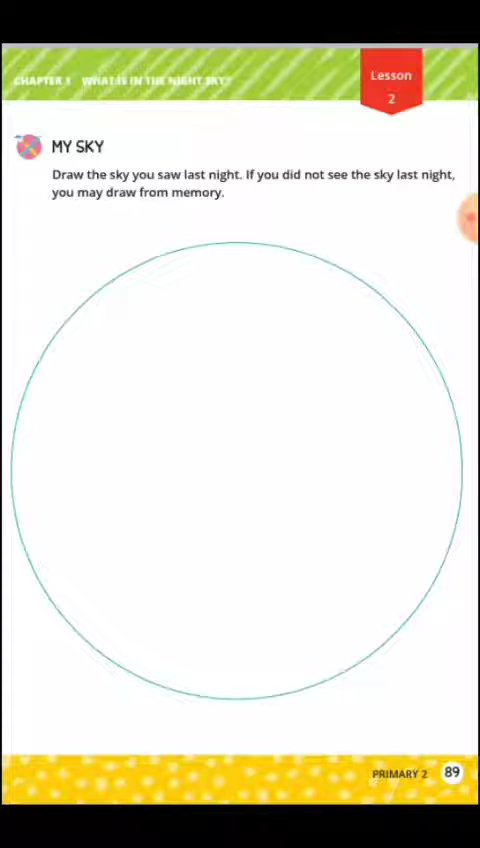 CHAPTER 1 WHAT IS IN THE NIGHT SKY?
Lesson
2
MY SKY
Draw the sky you saw last night. If you did not see the sky last night,
you may draw from memory.
PRIMARY 2 89